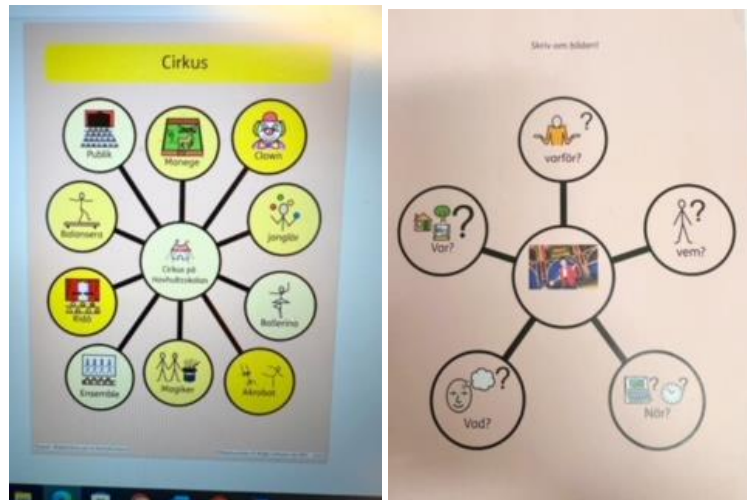 Cirkus
Publik
Manege
Clown
Balansera
jonglör
Cirkus på
Ridå
Ballerina
Ensemble
Magiker
Akrobat
Skriv om bilden!
varför?
Var?
vem?
Vad?
När?